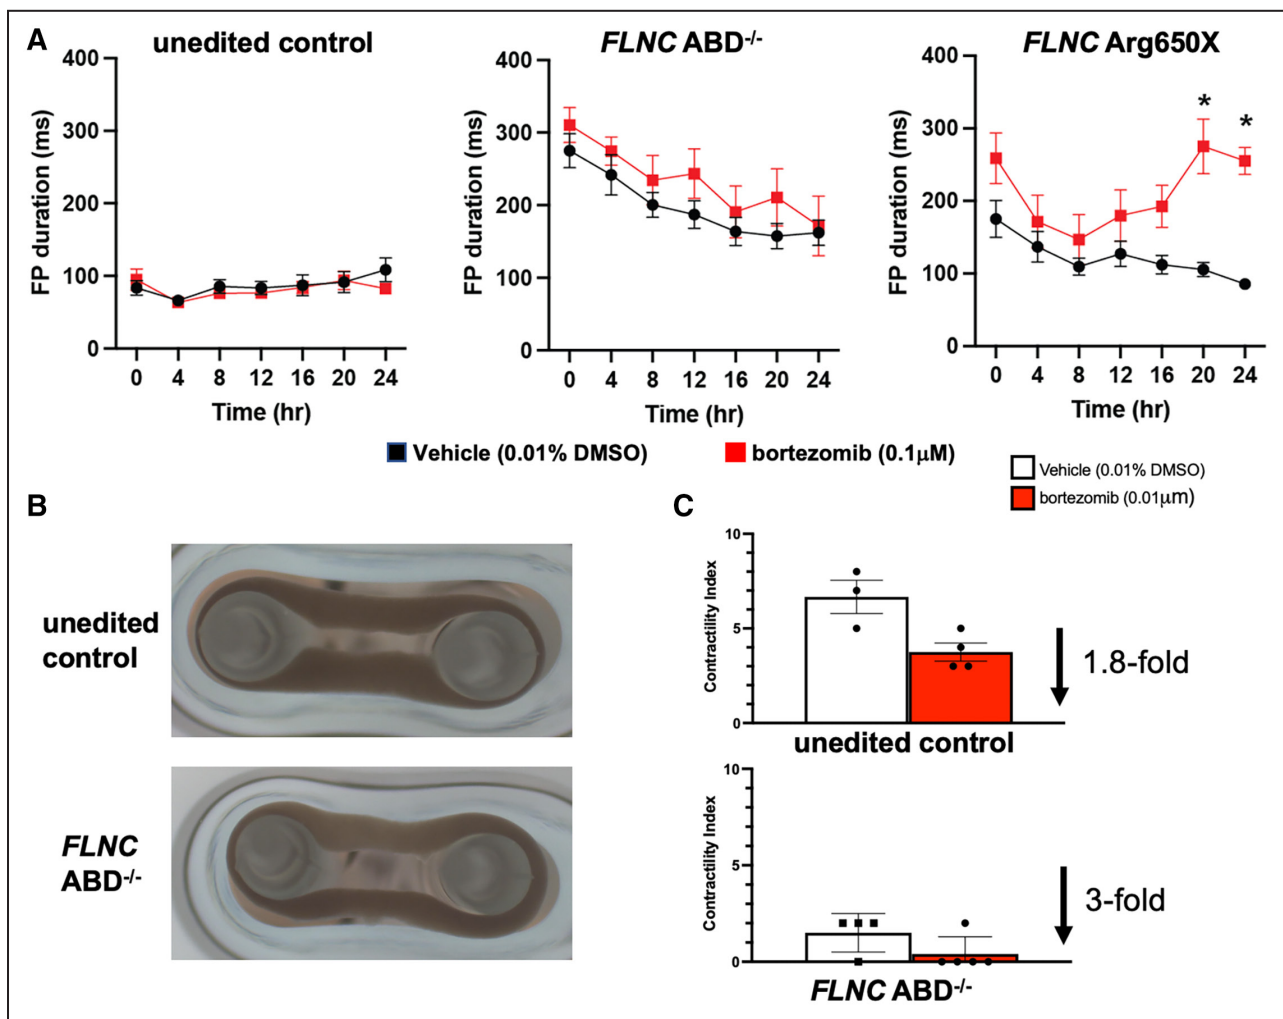 A
unedited control
FLNC ABD-/-
FLNC Arg650X
FP duration (ms)
400
300
200
100
0
0 4 8 12 16 20 24
Time (hr)
FP duration (ms)
400
300
200
100
0
0 4 8 12 16 20 24
Time (hr)
FP duration (ms)
400
300
200
100
0
* *
0 4 8 12 16 20 24
Time (hr)
Vehicle (0.01% DMSO)
bortezomib (0.1µM)
B
unedited
control
FLNC
ABD-/-
C
Vehicle (0.01% DMSO)
bortezomib (0.01µm)
Contractility Index
10
5
0
1.8-fold
unedited control
Contractility Index
10
5
0
3-fold
FLNC ABD-/-